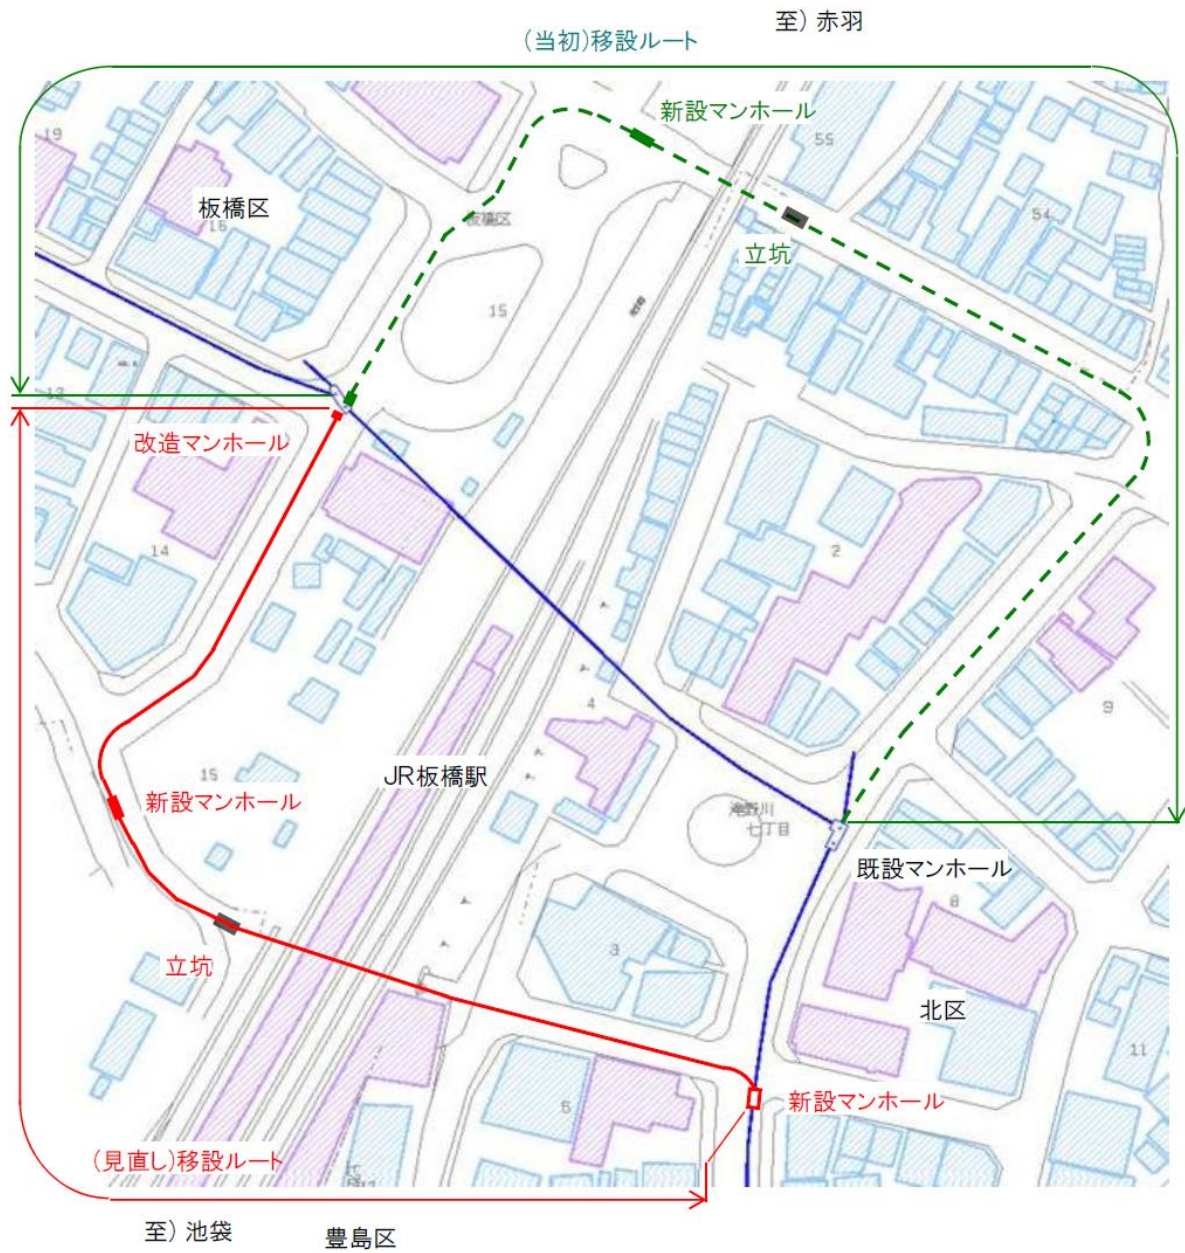 至）赤羽
（当初）移設ルート
新設マンホール
55
19
板橋区
16
板橋区
54
立坑
15
12
改造マンホール
14
2
4
9
JR板橋駅
15
新設マンホール
滝野川
七丁目
既設マンホール
8
3
立坑
北区
11
5
新設マンホール
（見直し）移設ルート
至）池袋
豊島区